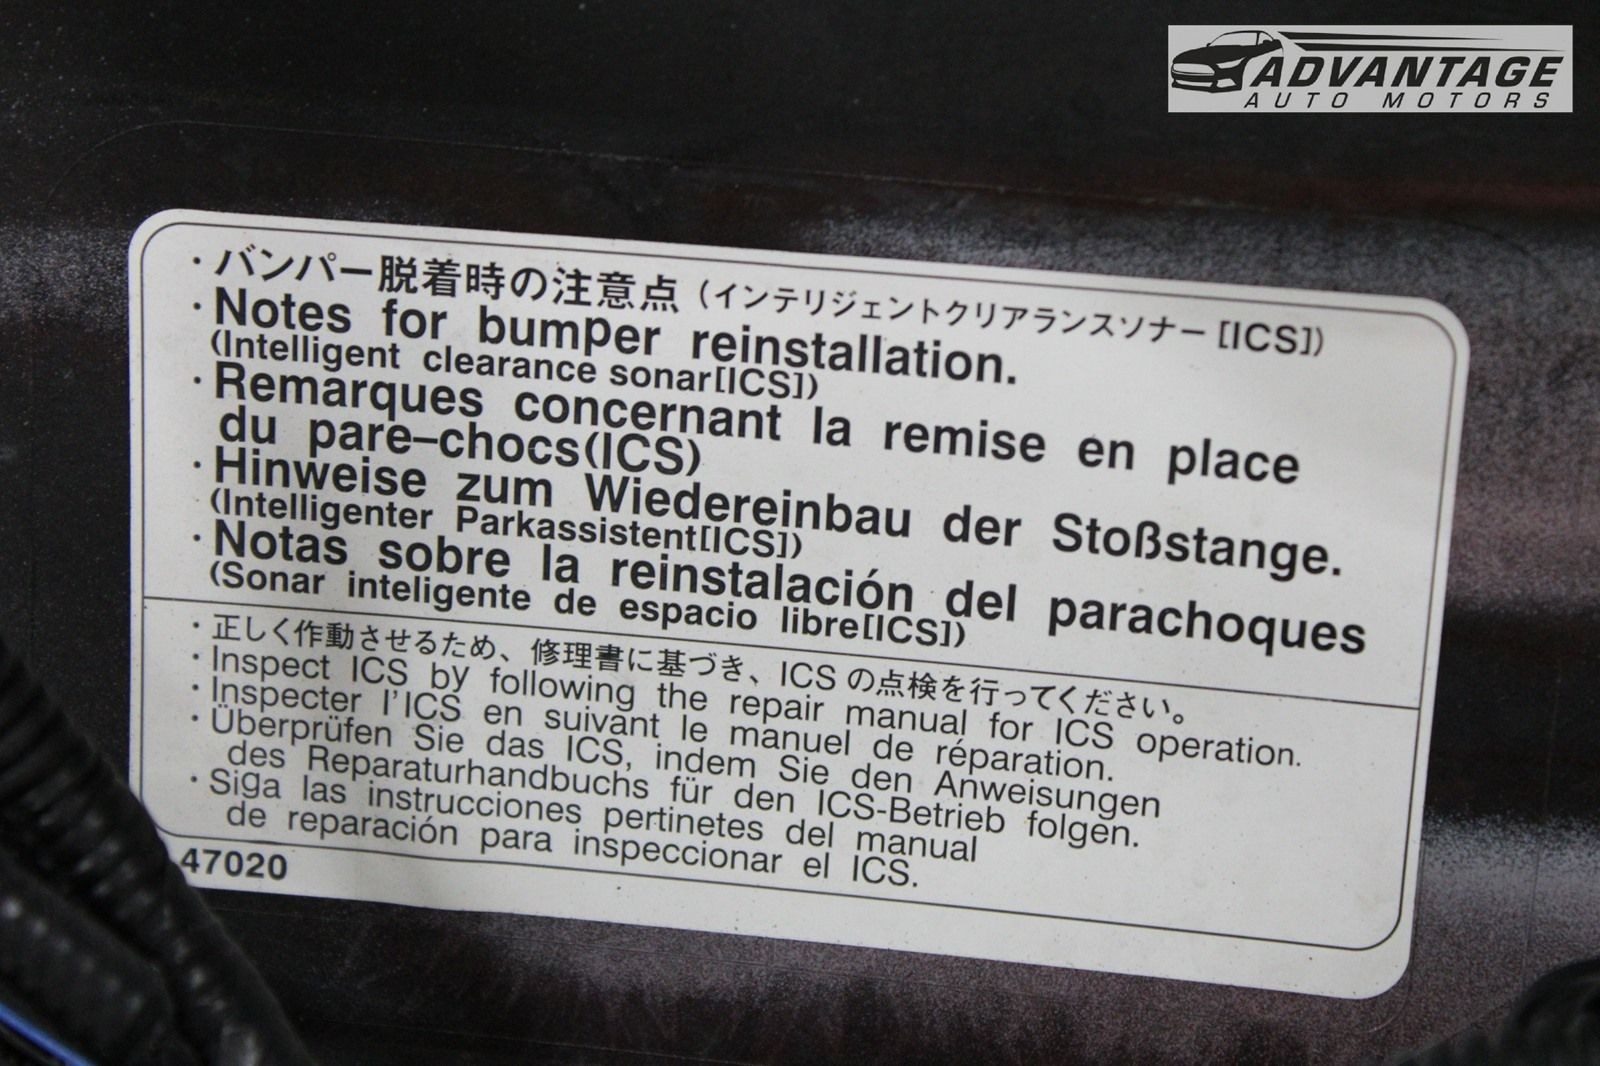 ADVANTAGE
AUTO MOTORS
・バンパー脱着時の注意点（インテリジェントクリアランスソナー[ICS]）
・Notes for bumper reinstallation.
(Intelligent clearance sonar[ICS])
・Remarques concernant la remise en place
du pare–chocs(ICS)
・Hinweise zum Wiedereinbau der Stoßstange.
(Intelligenter Parkassistent[ICS])
・Notas sobre la reinstalación del parachoques
(Sonar inteligente de espacio libre[ICS])
・正しく作動させるため、修理書に基づき、ICSの点検を行ってください。
・Inspect ICS by following the repair manual for ICS operation.
・Inspecter l'ICS en suivant le manuel de réparation.
・Überprüfen Sie das ICS, indem Sie den Anweisungen
des Reparaturhandbuchs für den ICS-Betrieb folgen.
・Siga las instrucciones pertinetes del manual
de reparación para inspeccionar el ICS.
47020